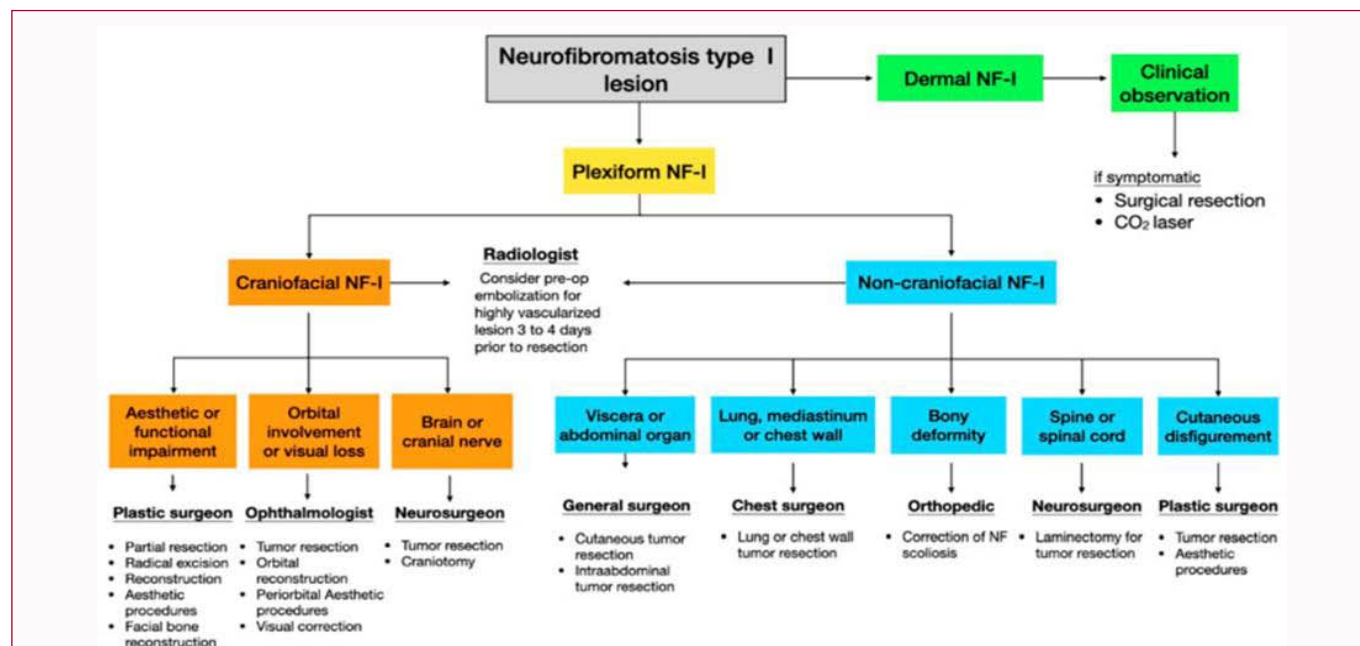 Neurofibromatosis type I
lesion
Dermal NF-I
Clinical
observation
if symptomatic
• Surgical resection
• CO₂ laser
Plexiform NF-I
Craniofacial NF-I
Radiologist
Consider pre-op
embolization for
highly vascularized
lesion 3 to 4 days
prior to resection
Non-craniofacial NF-I
Aesthetic or
functional
impairment
Orbital
involvement
or visual loss
Brain or
cranial nerve
Viscera or
abdominal organ
Lung, mediastinum
or chest wall
Bony
deformity
Spine or
spinal cord
Cutaneous
disfigurement
Plastic surgeon
• Partial resection
• Radical excision
• Reconstruction
• Aesthetic
procedures
• Facial bone
reconstruction
Ophthalmologist
• Tumor resection
• Orbital
reconstruction
• Periorbital Aesthetic
procedures
• Visual correction
Neurosurgeon
• Tumor resection
• Craniotomy
General surgeon
• Cutaneous tumor
resection
• Intraabdominal
tumor resection
Chest surgeon
• Lung or chest wall
tumor resection
Orthopedic
• Correction of NF
scoliosis
Neurosurgeon
• Laminectomy for
tumor resection
Plastic surgeon
• Tumor resection
• Aesthetic
procedures